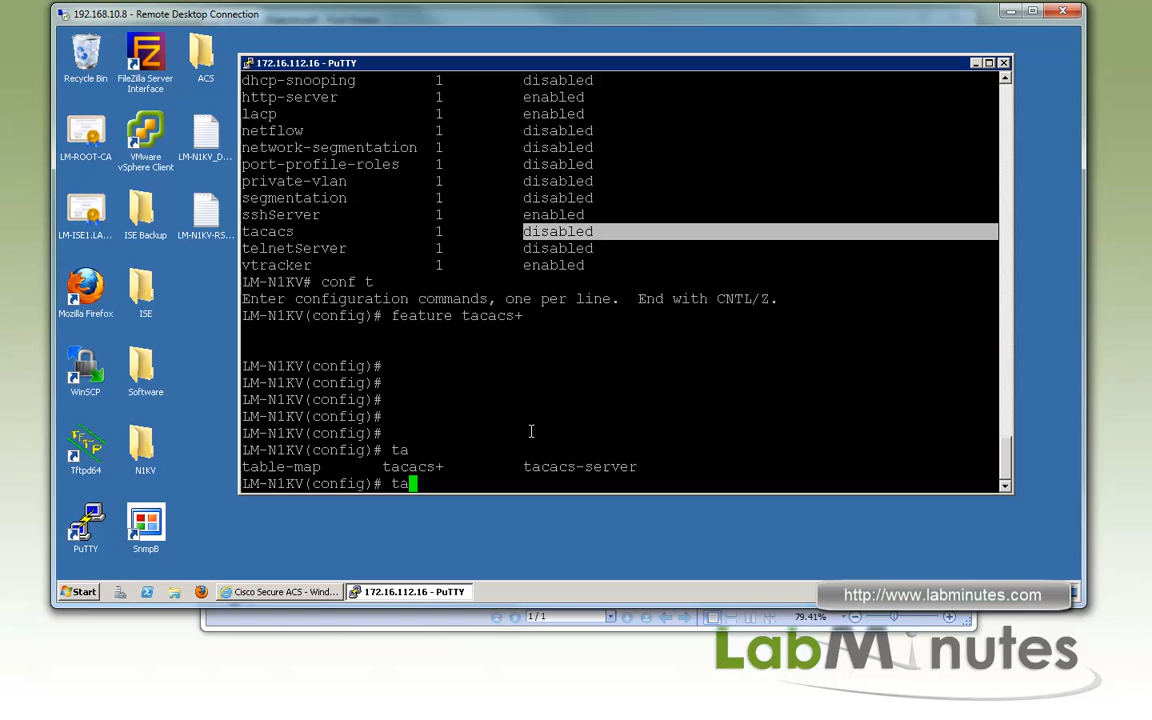 192.168.10.8 - Remote Desktop Connection
Recycle Bin
FileZilla Server Interface
ACS
LM-ROOT-CA
VMware vSphere Client
LM-N1KV_D...
LM-ISE1.LA...
ISE Backup
LM-N1KV-RS...
Mozilla Firefox
ISE
WinSCP
Software
Tftpd64
N1KV
PuTTY
SnmpB
172.16.112.16 - PuTTY
dhcp-snooping 1 disabled
http-server 1 enabled
lacp 1 enabled
netflow 1 disabled
network-segmentation 1 disabled
port-profile-roles 1 disabled
private-vlan 1 disabled
segmentation 1 disabled
sshServer 1 enabled
tacacs 1 disabled
telnetServer 1 disabled
vtracker 1 enabled
LM-N1KV# conf t
Enter configuration commands, one per line. End with CNTL/Z.
LM-N1KV(config)# feature tacacs+
LM-N1KV(config)#
LM-N1KV(config)#
LM-N1KV(config)#
LM-N1KV(config)#
LM-N1KV(config)#
LM-N1KV(config)# ta
table-map tacacs+ tacacs-server
LM-N1KV(config)# ta
Start
Cisco Secure ACS - Wind...
172.16.112.16 - PuTTY
http://www.labminutes.com
1 / 1
79.41%
LabMinutes